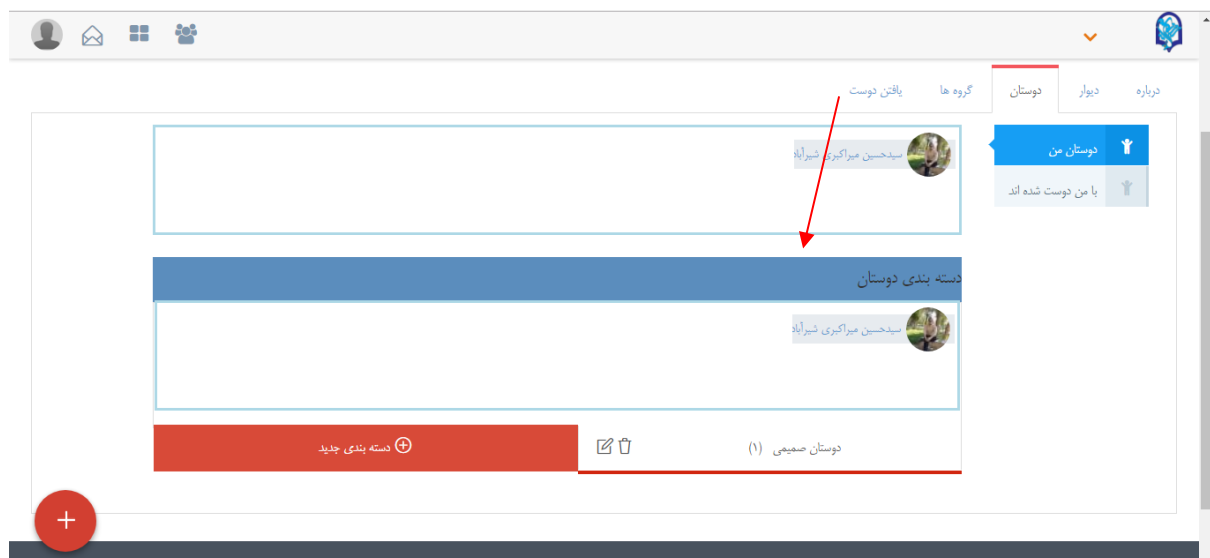 درباره
دیوار
دوستان
گروه ها
یافتن دوست
دوستان من
با من دوست شده اند
سیدحسین میراکبری شیرآباد
دسته بندی دوستان
سیدحسین میراکبری شیرآباد
دوستان صمیمی (۱)
دسته بندی جدید